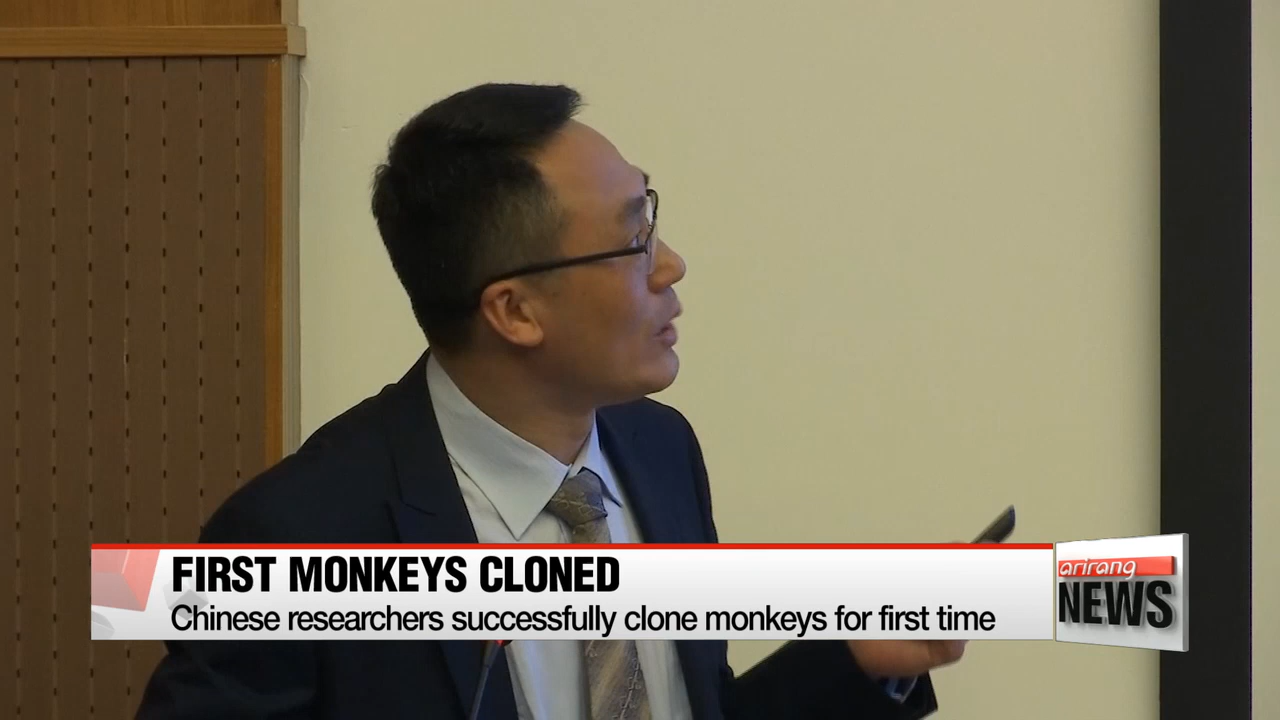 FIRST MONKEYS CLONED
Chinese researchers successfully clone monkeys for first time
arirang
NEWS